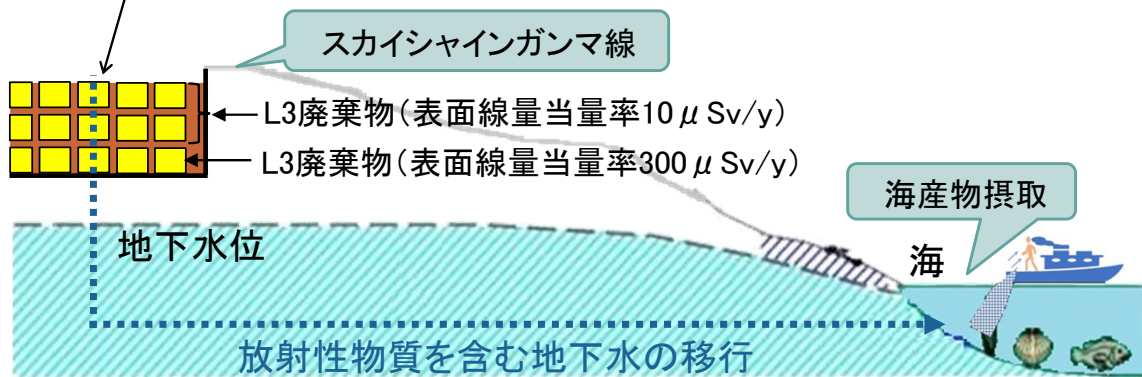 スカイシャインガンマ線
L3廃棄物(表面線量当量率10μSv/y)
L3廃棄物(表面線量当量率300μSv/y)
海産物摂取
地下水位
海
放射性物質を含む地下水の移行